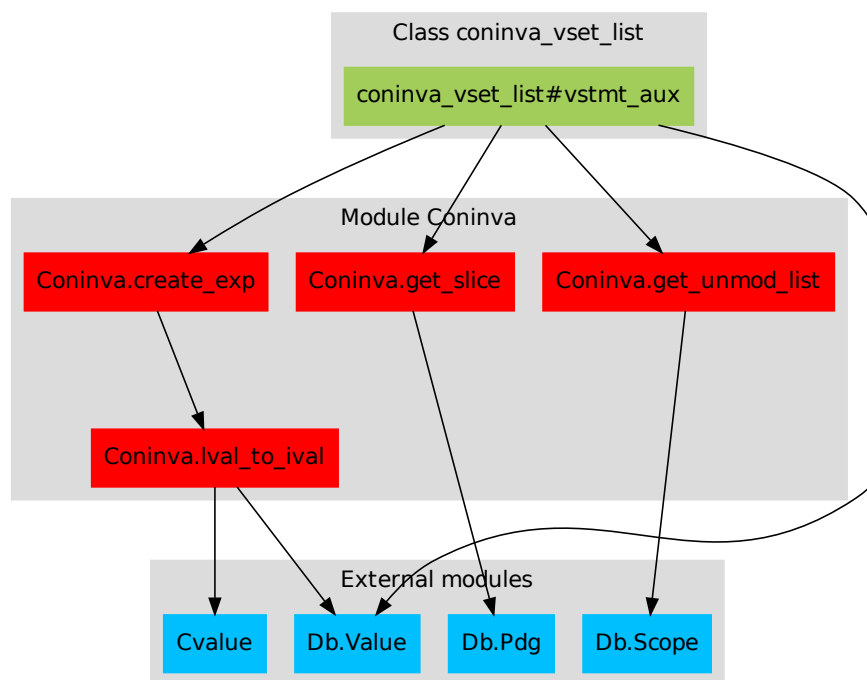 Class coninva_vset_list
coninva_vset_list#vstmt_aux
Module Coninva
Coninva.create_exp
Coninva.get_slice
Coninva.get_unmod_list
Coninva.lval_to_ival
External modules
Cvalue
Db.Value
Db.Pdg
Db.Scope